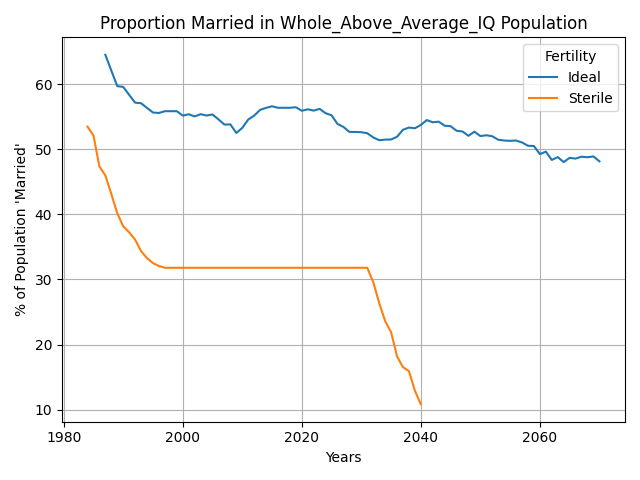 Proportion Married in Whole_Above_Average_IQ Population
Fertility
Ideal
Sterile
% of Population 'Married'
60
50
40
30
20
10
1980
2000
2020
2040
2060
Years